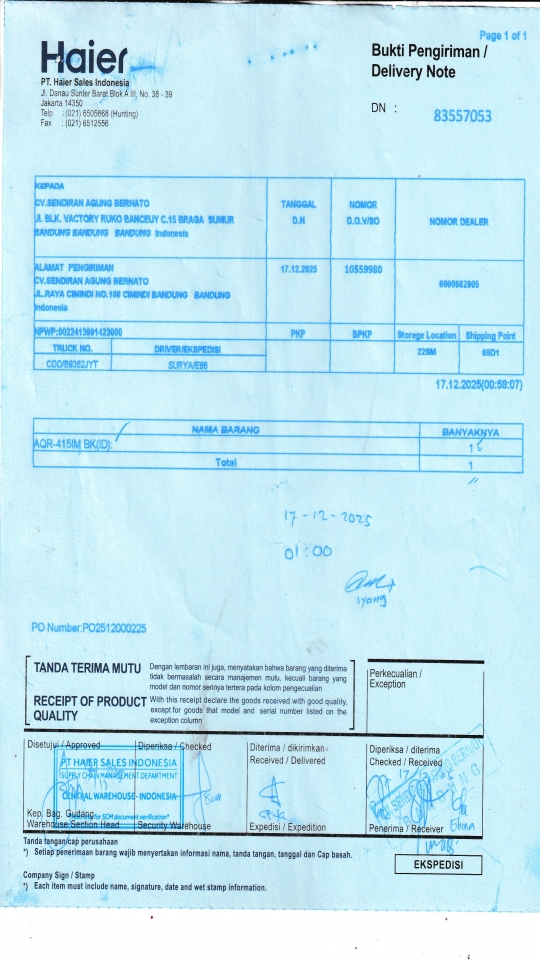 Page 1 of 1
Haier
PT. Haier Sales Indonesia
Jl. Danau Sunter Barat Blok A III, No. 38 - 39
Jakarta 14350
Telp : (021) 6505668 (Hunting)
Fax : (021) 6512556
Bukti Pengiriman /
Delivery Note
DN :
83557053
KEPADA
CV.SENDIRAN AGUNG BERNATO
Jl. BLK. VACTORY RUKO BANCEUY C.15 BRAGA SUMUR
BANDUNG BANDUNG BANDUNG Indonesia
TANGGAL
D.N
NOMOR
D.O.V/SO
NOMOR DEALER
ALAMAT PENGIRIMAN
CV.SENDIRAN AGUNG BERNATO
JL.RAYA CIMINDI NO.168 CIMINDI BANDUNG BANDUNG
Indonesia
17.12.2025
10559980
NPWP:
PKP
BPKP
Storage Location
Shipping Point
TRUCK NO.
DRIVER/EKSPEDISI
CDD/B9362JYT
SURYA/E88
17.12.2025(00:58:07)
NAMA BARANG
BANYAKNYA
AQR-415IM BK(ID):
1
Total
1
17-12-2025
01:00
Iyang
PO Number:PO2512000225
TANDA TERIMA MUTU
Dengan lembaran ini juga, menyatakan bahwa barang yang diterima
tidak bermasalah secara manajemen mutu, kecuali barang yang
model dan nomor serinya tertera pada kolom pengecualian
RECEIPT OF PRODUCT
QUALITY
With this receipt declare the goods received with good quality,
except for goods that model and serial number listed on the
exception column
Perkecualian /
Exception
Disetujui / Approved
Diperiksa / Checked
Diterima / dikirimkan
Received / Delivered
Diperiksa / diterima
Checked / Received
PT HAIER SALES INDONESIA
SUPPLY CHAIN MANAGEMENT DEPARTMENT
CENTRAL WAREHOUSE- INDONESIA
for SCM document verification*
Kep. Bag. Gudang
Warehouse Section Head
Security Warehouse
Expedisi / Expedition
Penerima / Receiver
Tanda tangan/cap perusahaan
*) Setiap penerimaan barang wajib menyertakan informasi nama, tanda tangan, tanggal dan Cap basah.
EKSPEDISI
Company Sign / Stamp
*) Each item must include name, signature, date and wet stamp information.